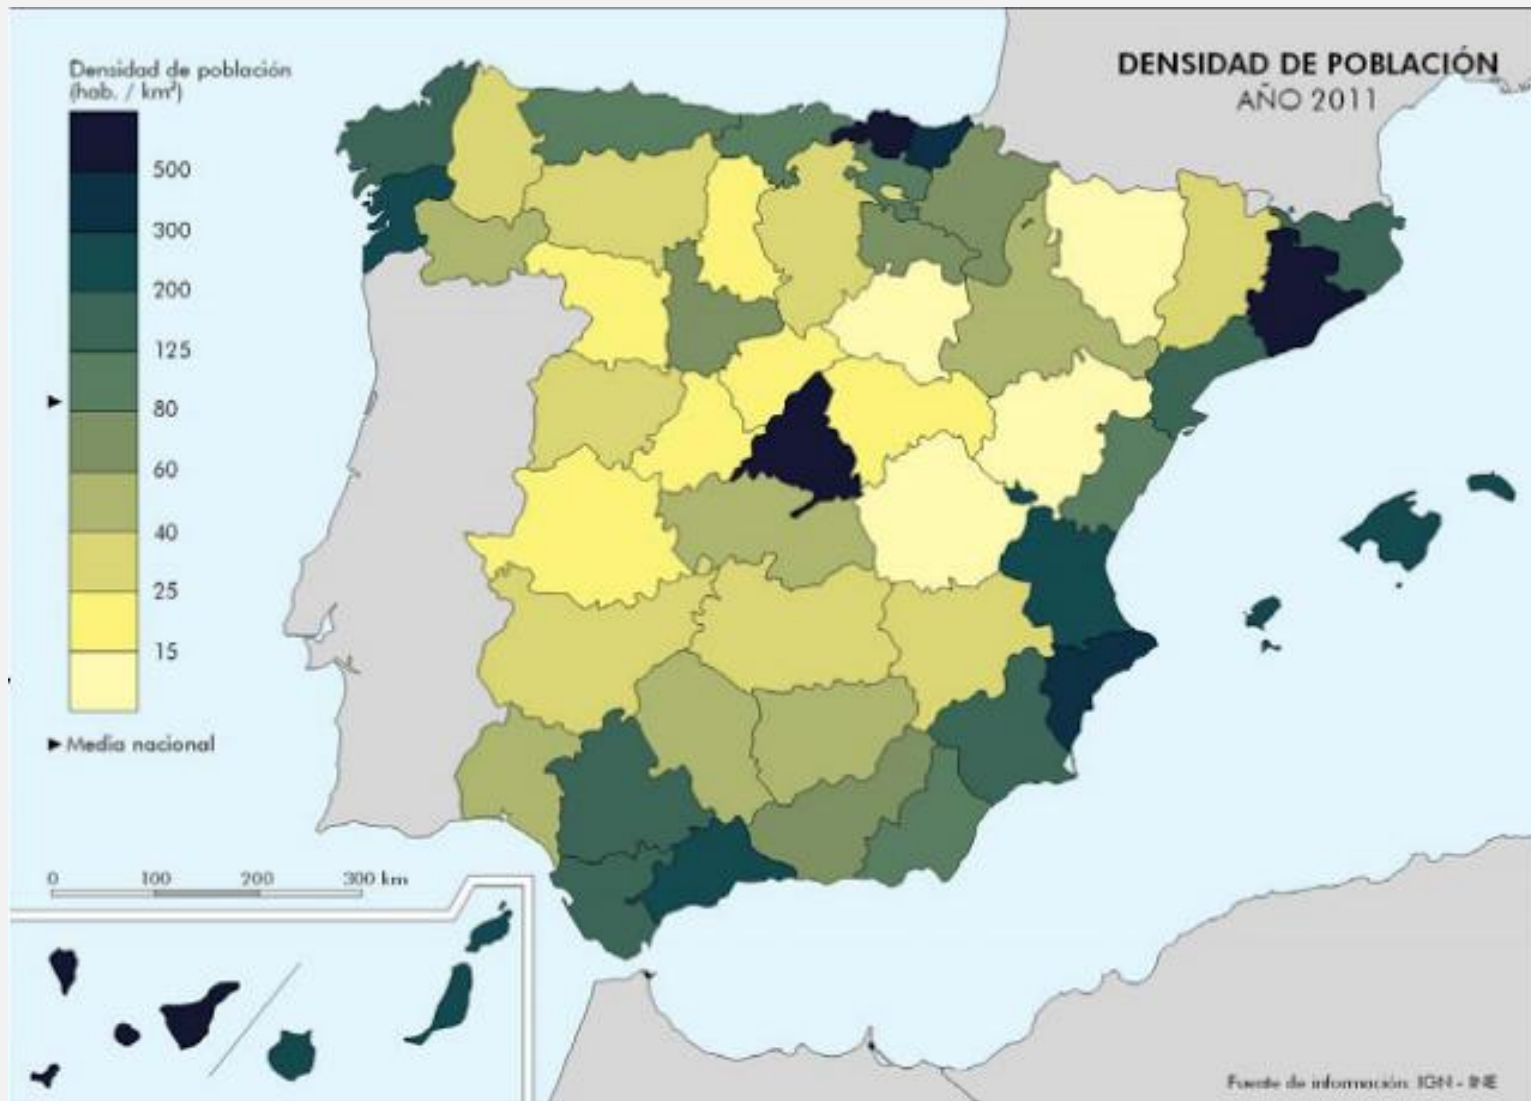 DENSIDAD DE POBLACIÓN
AÑO 2011
Densidad de población
(hab. / km²)
500
300
200
125
80
60
40
25
15
Media nacional
0 100 200 300 km
Fuente de información: IGN - INE